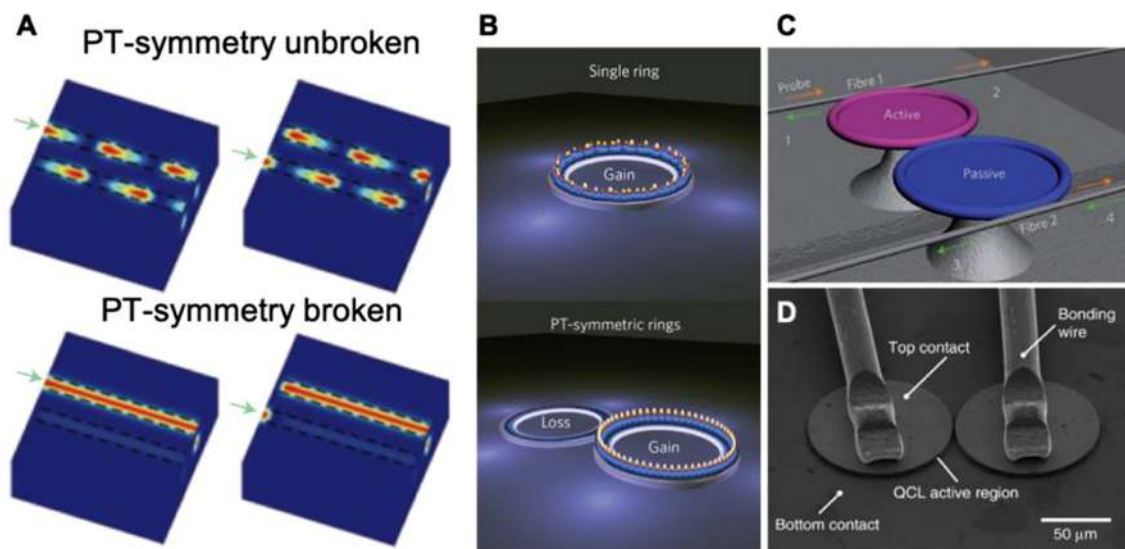 A
PT-symmetry unbroken
PT-symmetry broken
B
Single ring
Gain
PT-symmetric rings
Loss
Gain
C
Probe
Fibre 1
2
Active
1
Passive
Fibre 2
4
3
D
Bonding
wire
Top contact
QCL active region
Bottom contact
50 μm